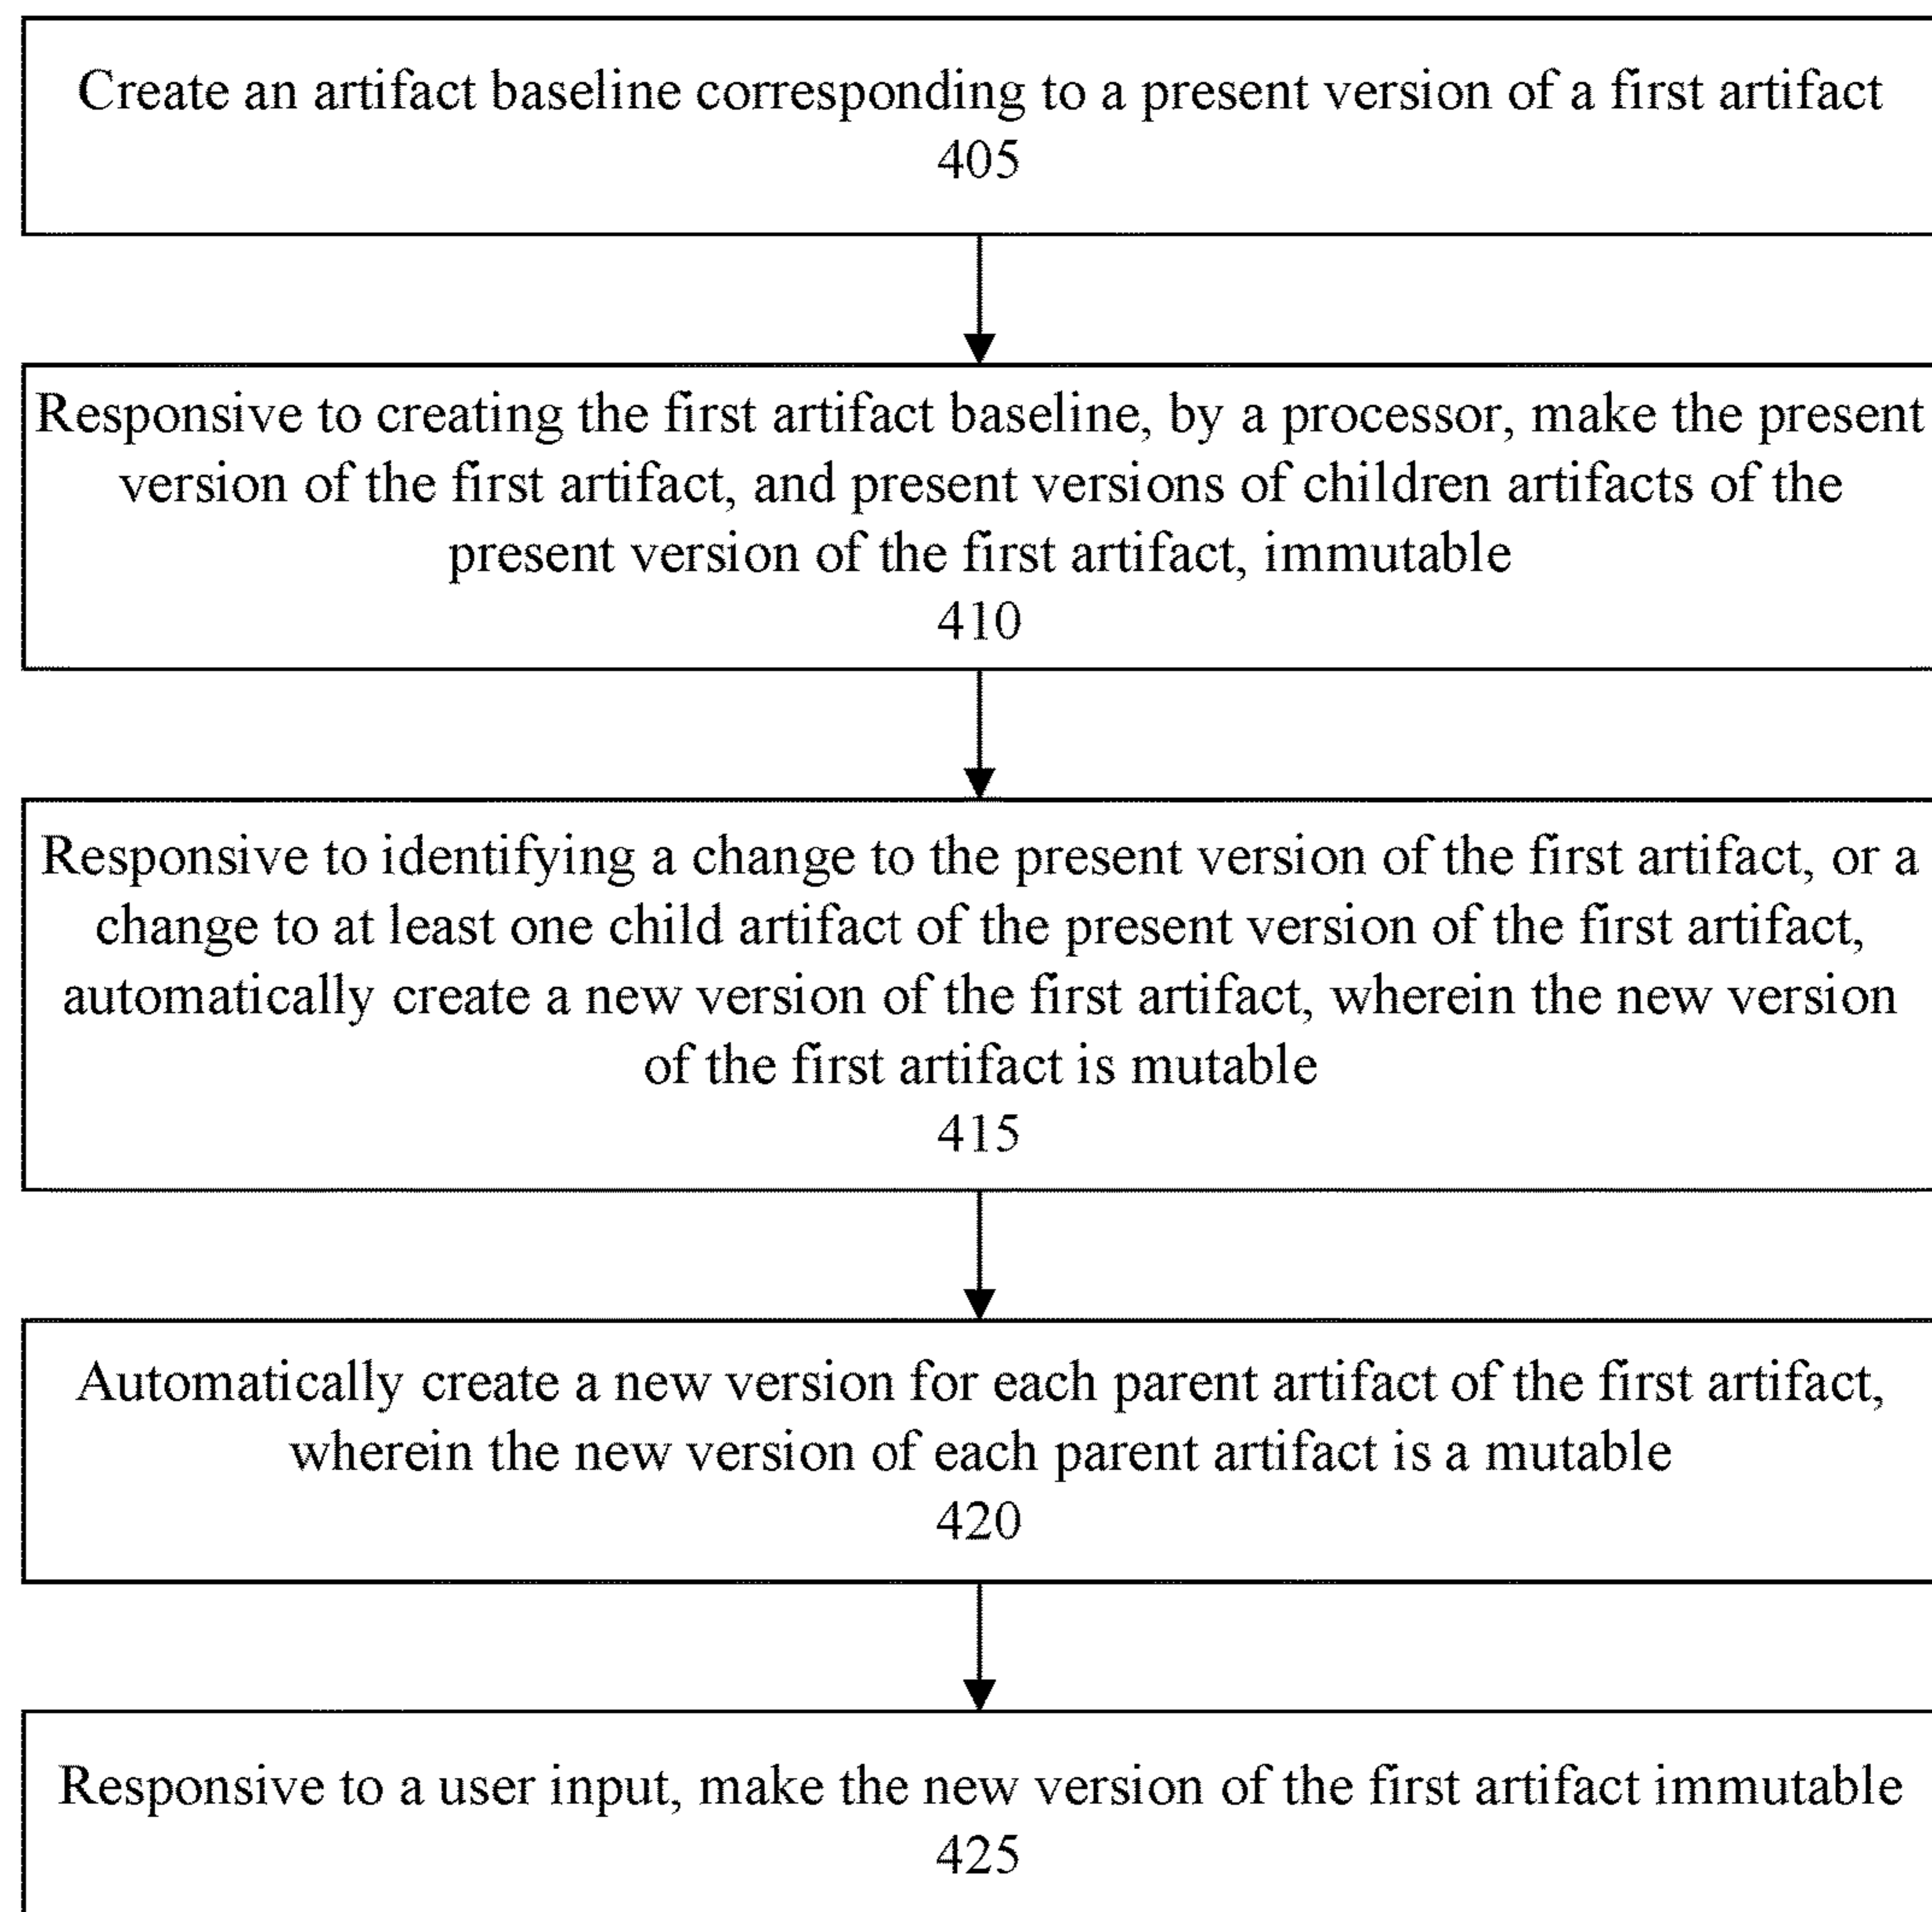 Create an artifact baseline corresponding to a present version of a first artifact
405
Responsive to creating the first artifact baseline, by a processor, make the present
version of the first artifact, and present versions of children artifacts of the
present version of the first artifact, immutable
410
Responsive to identifying a change to the present version of the first artifact, or a
change to at least one child artifact of the present version of the first artifact,
automatically create a new version of the first artifact, wherein the new version
of the first artifact is mutable
415
Automatically create a new version for each parent artifact of the first artifact,
wherein the new version of each parent artifact is a mutable
420
Responsive to a user input, make the new version of the first artifact immutable
425